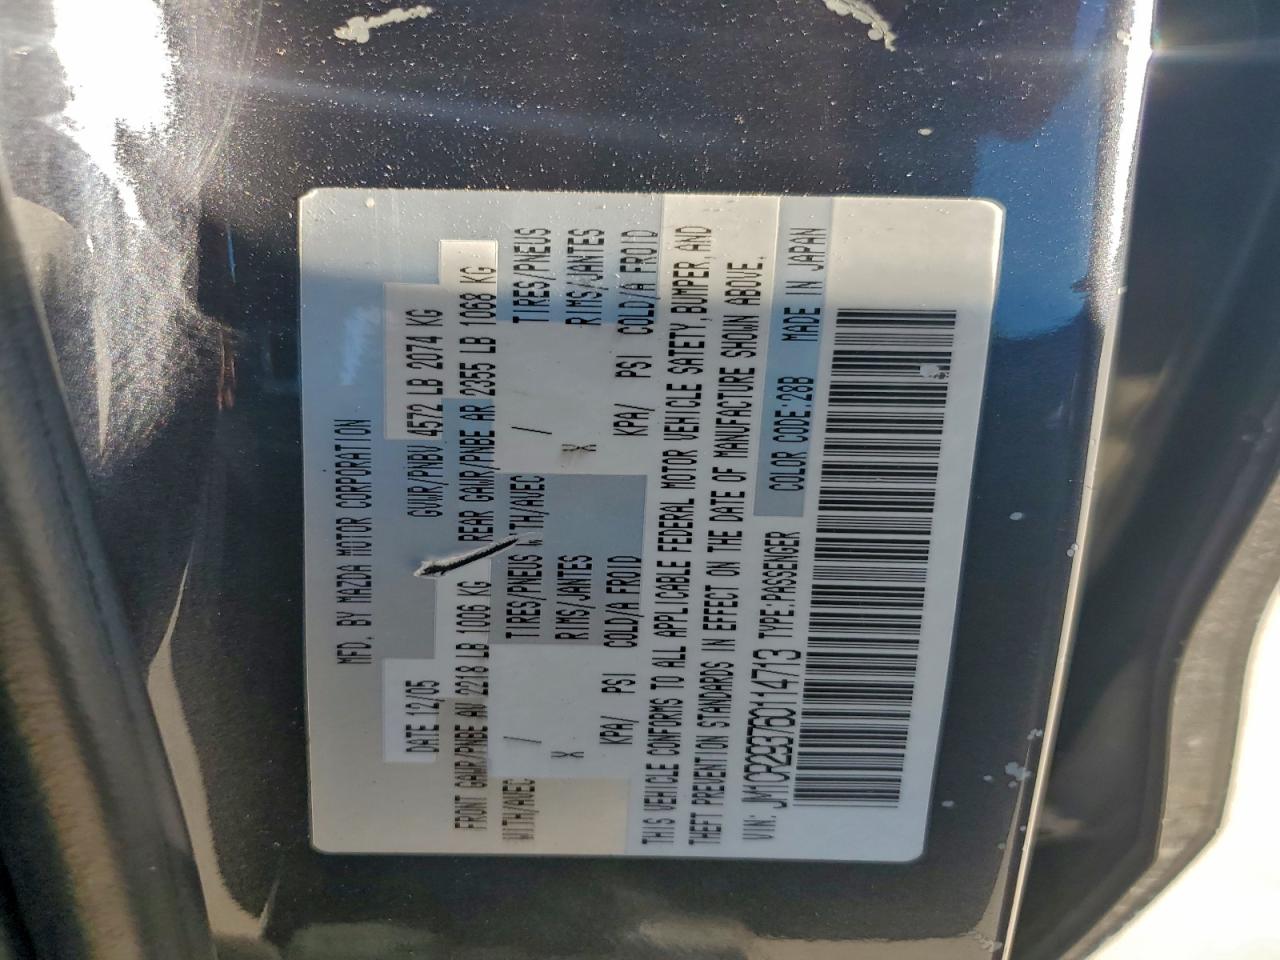 MFD. BY MAZDA MOTOR CORPORATION
DATE 12/05 GVWR/PNBV 4572 LB 2074 KG
FRONT GAWR/PNBE AV 2218 LB 1006 KG REAR GAWR/PNBE AR 2355 LB 1068 KG
WITH/AVEC / TIRES/PNEUS WITH/AVEC / TIRES/PNEUS
X RIMS/JANTES X RIMS/JANTES
KPA/ PSI COLD/A FROID KPA/ PSI COLD/A FROID
THIS VEHICLE CONFORMS TO ALL APPLICABLE FEDERAL MOTOR VEHICLE SATETY,BUMPER,AND
THEFT PREVENTION STANDARDS IN EFFECT ON THE DATE OF MANUFACTURE SHOWN ABOVE.
VIN: JM1CR293760114713 TYPE:PASSENGER COLOR CODE:28B MADE IN JAPAN